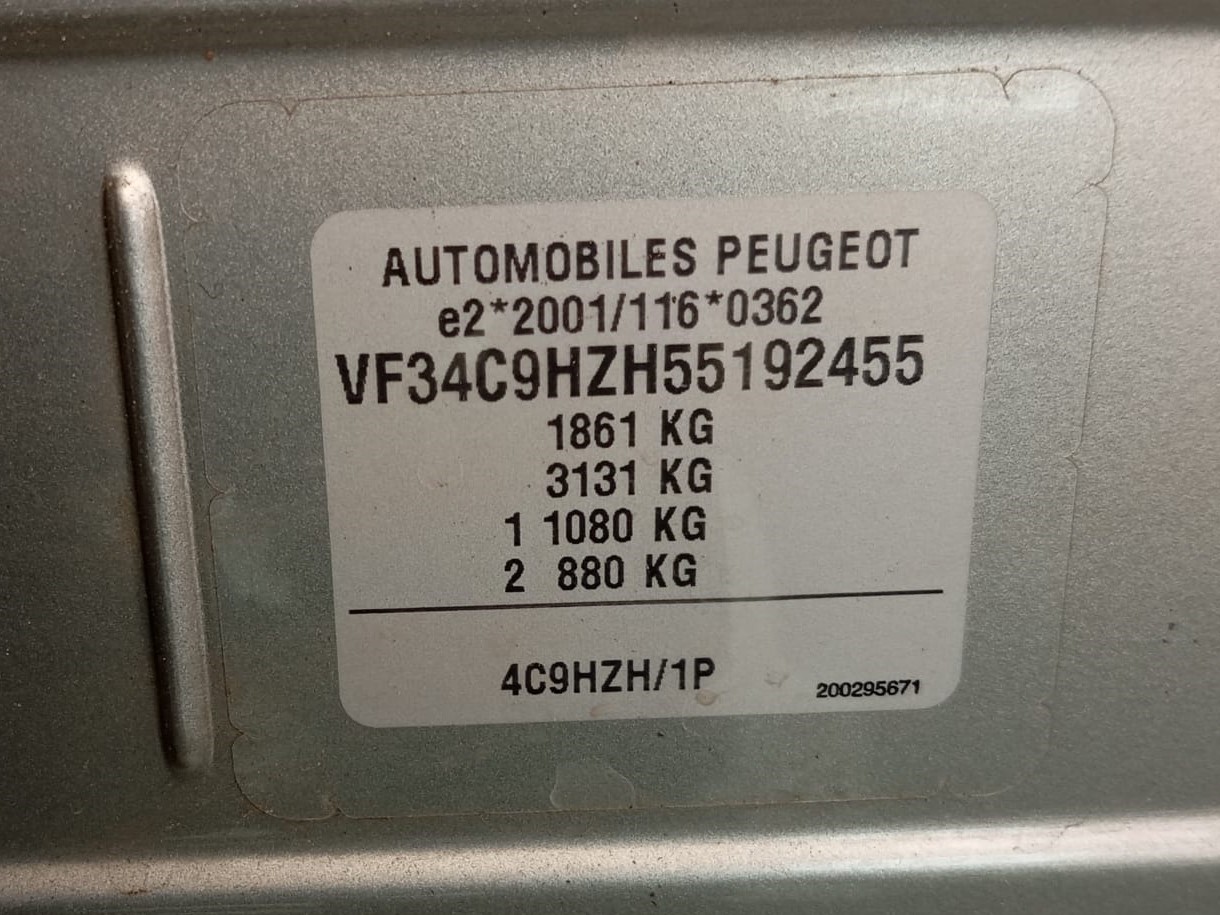 AUTOMOBILES PEUGEOT
e2*2001/116*0362
VF34C9HZH55192455
1861 KG
3131 KG
1 1080 KG
2 880 KG
4C9HZH/1P
200295671